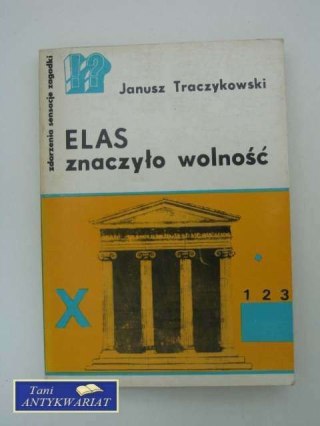 zdarzenia sensacje zagadki
!?
Janusz Traczykowski
ELAS
znaczyło wolność
X
1 2 3
Tani
ANTYKWARIAT